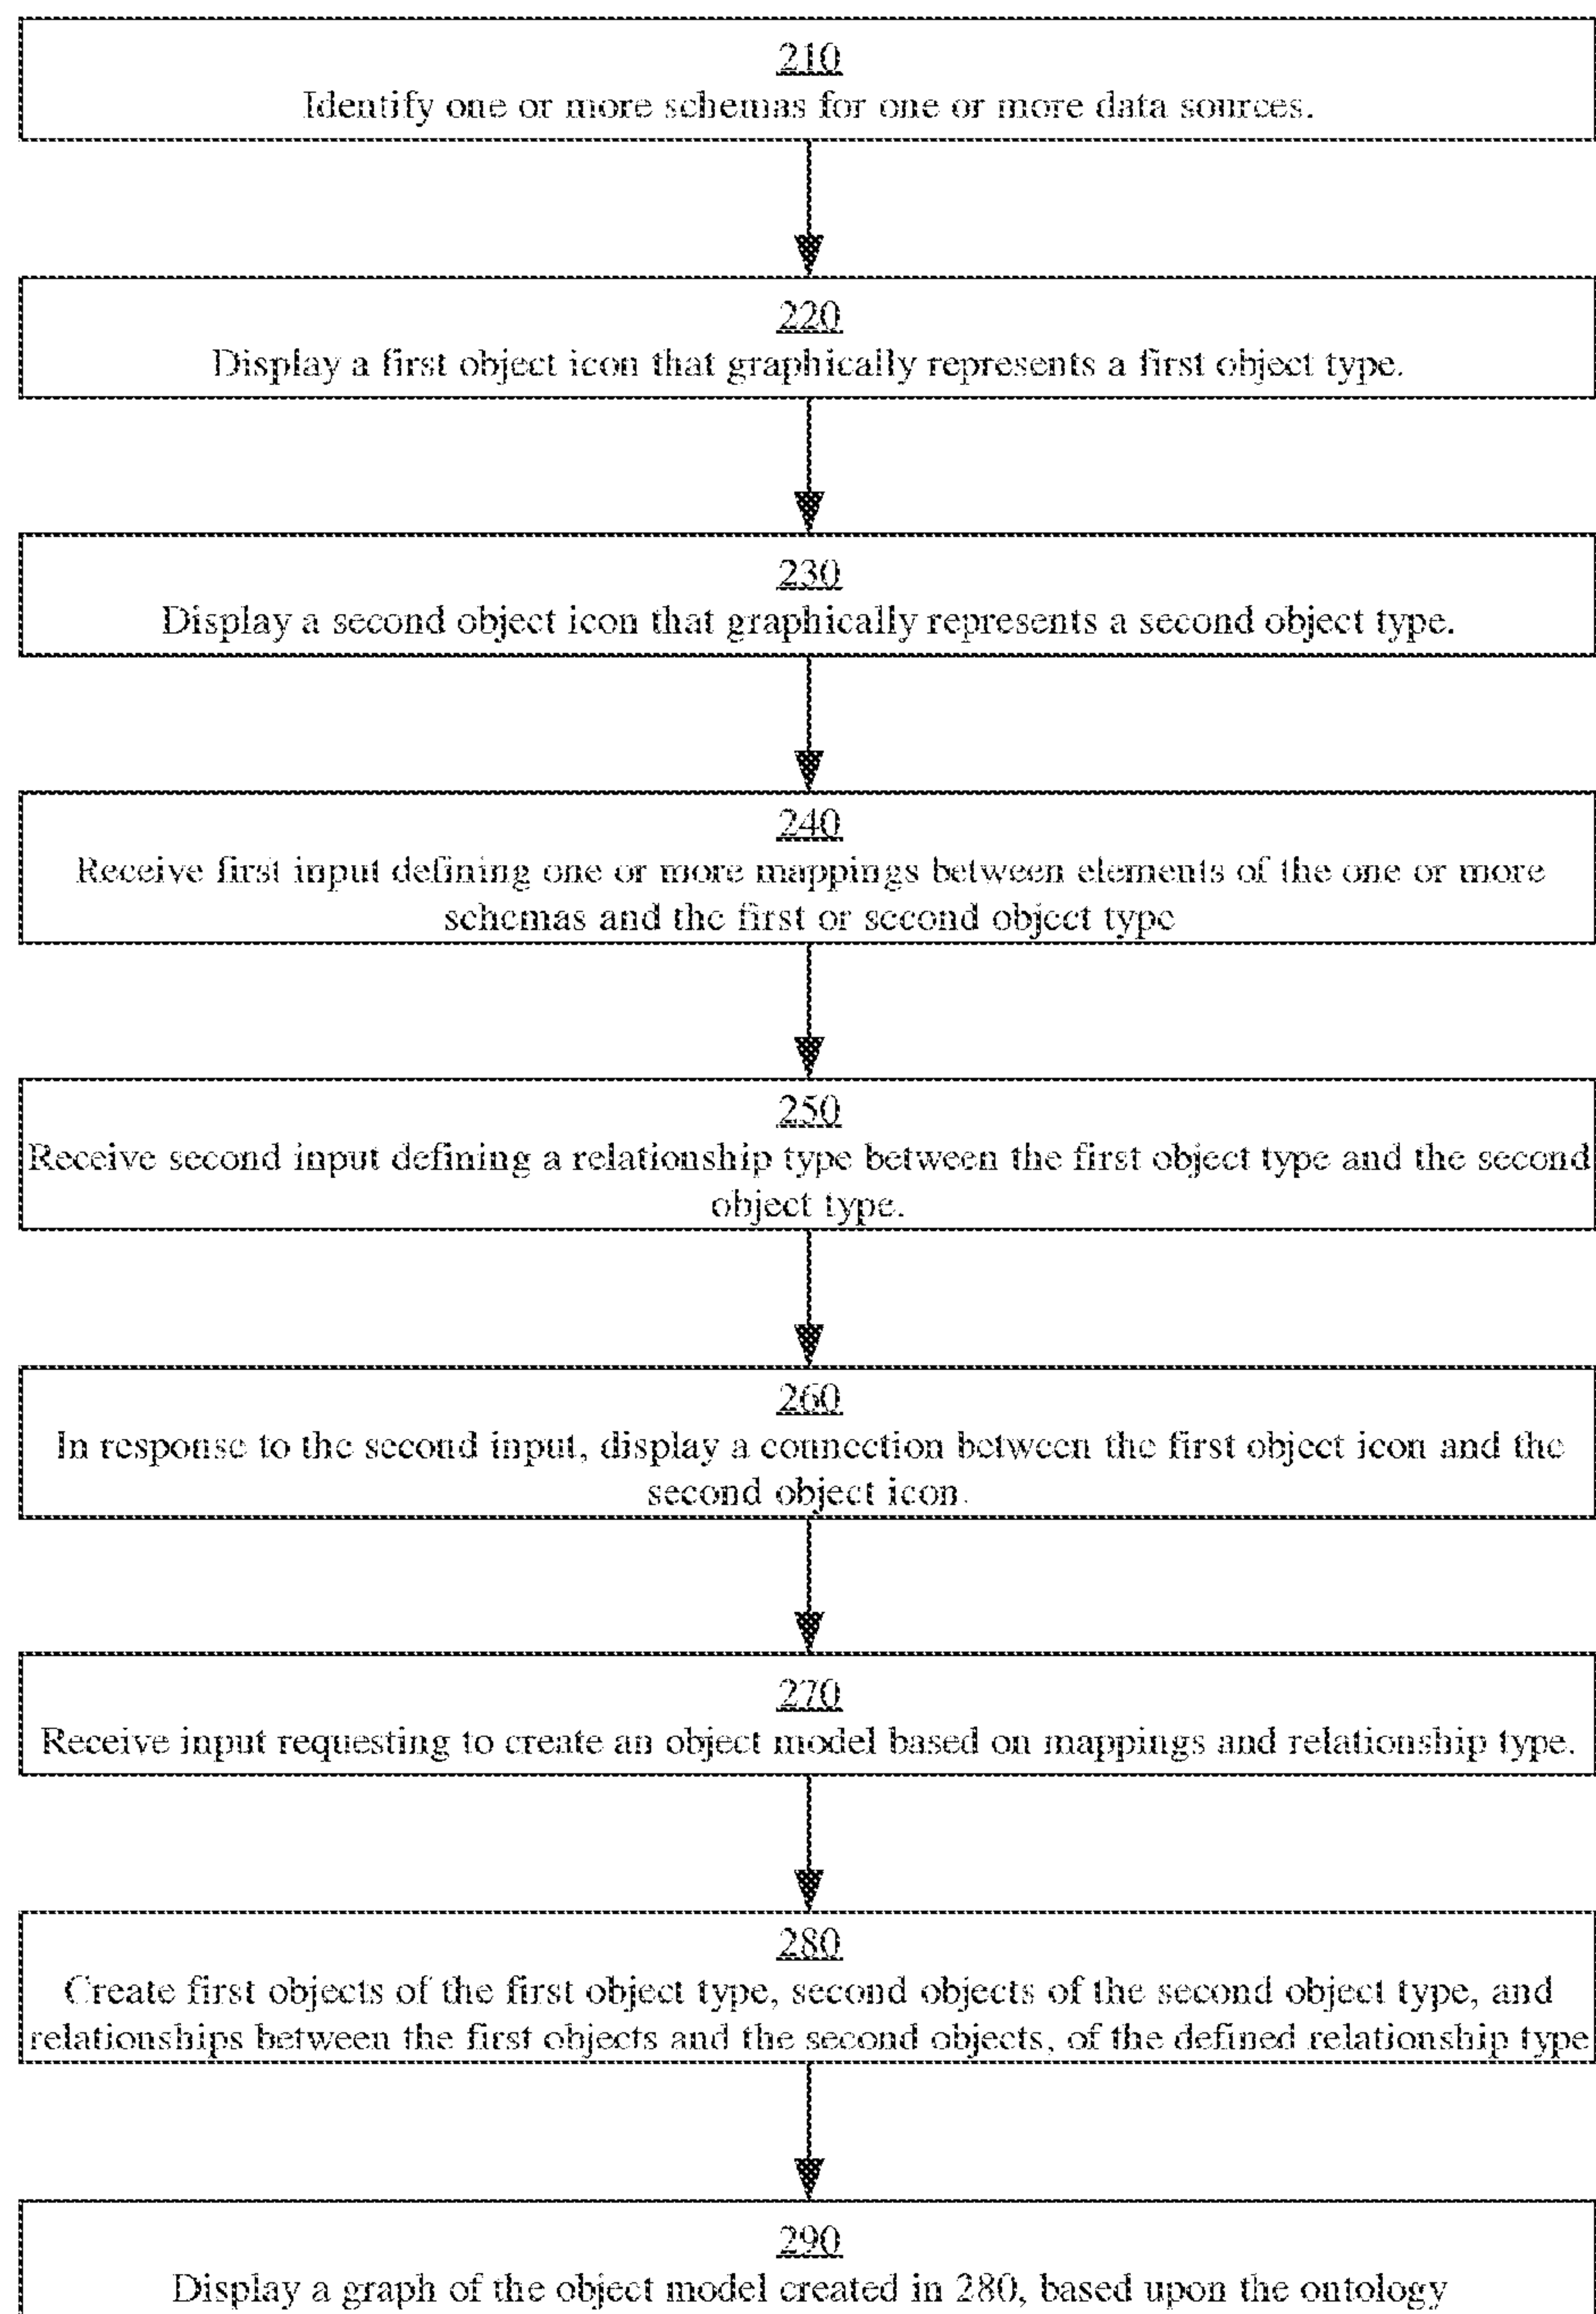 210
Identify one or more schemas for one or more data sources.
220
Display a first object icon that graphically represents a first object type.
230
Display a second object icon that graphically represents a second object type.
240
Receive first input defining one or more mappings between elements of the one or more
schemas and the first or second object type
250
Receive second input defining a relationship type between the first object type and the second
object type.
260
In response to the second input, display a connection between the first object icon and the
second object icon.
270
Receive input requesting to create an object model based on mappings and relationship type.
280
Create first objects of the first object type, second objects of the second object type, and
relationships between the first objects and the second objects, of the defined relationship type
290
Display a graph of the object model created in 280, based upon the ontology